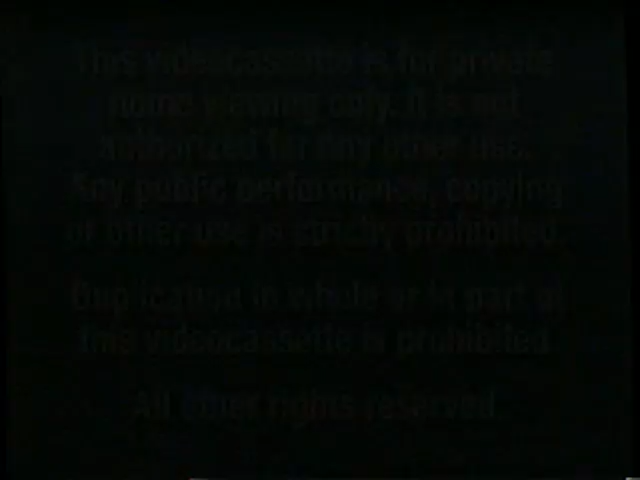 This videocassette is for private
home viewing only. It is not
authorized for any other use.
Any public performance, copying
or other use is strictly prohibited.
Duplication in whole or in part of
this videocassette is prohibited.
All other rights reserved.